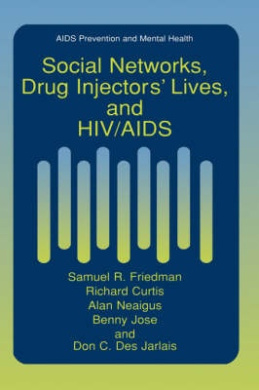 AIDS Prevention and Mental Health
Social Networks,
Drug Injectors' Lives,
and
HIV/AIDS
Samuel R. Friedman
Richard Curtis
Alan Neaigus
Benny Jose
and
Don C. Des Jarlais